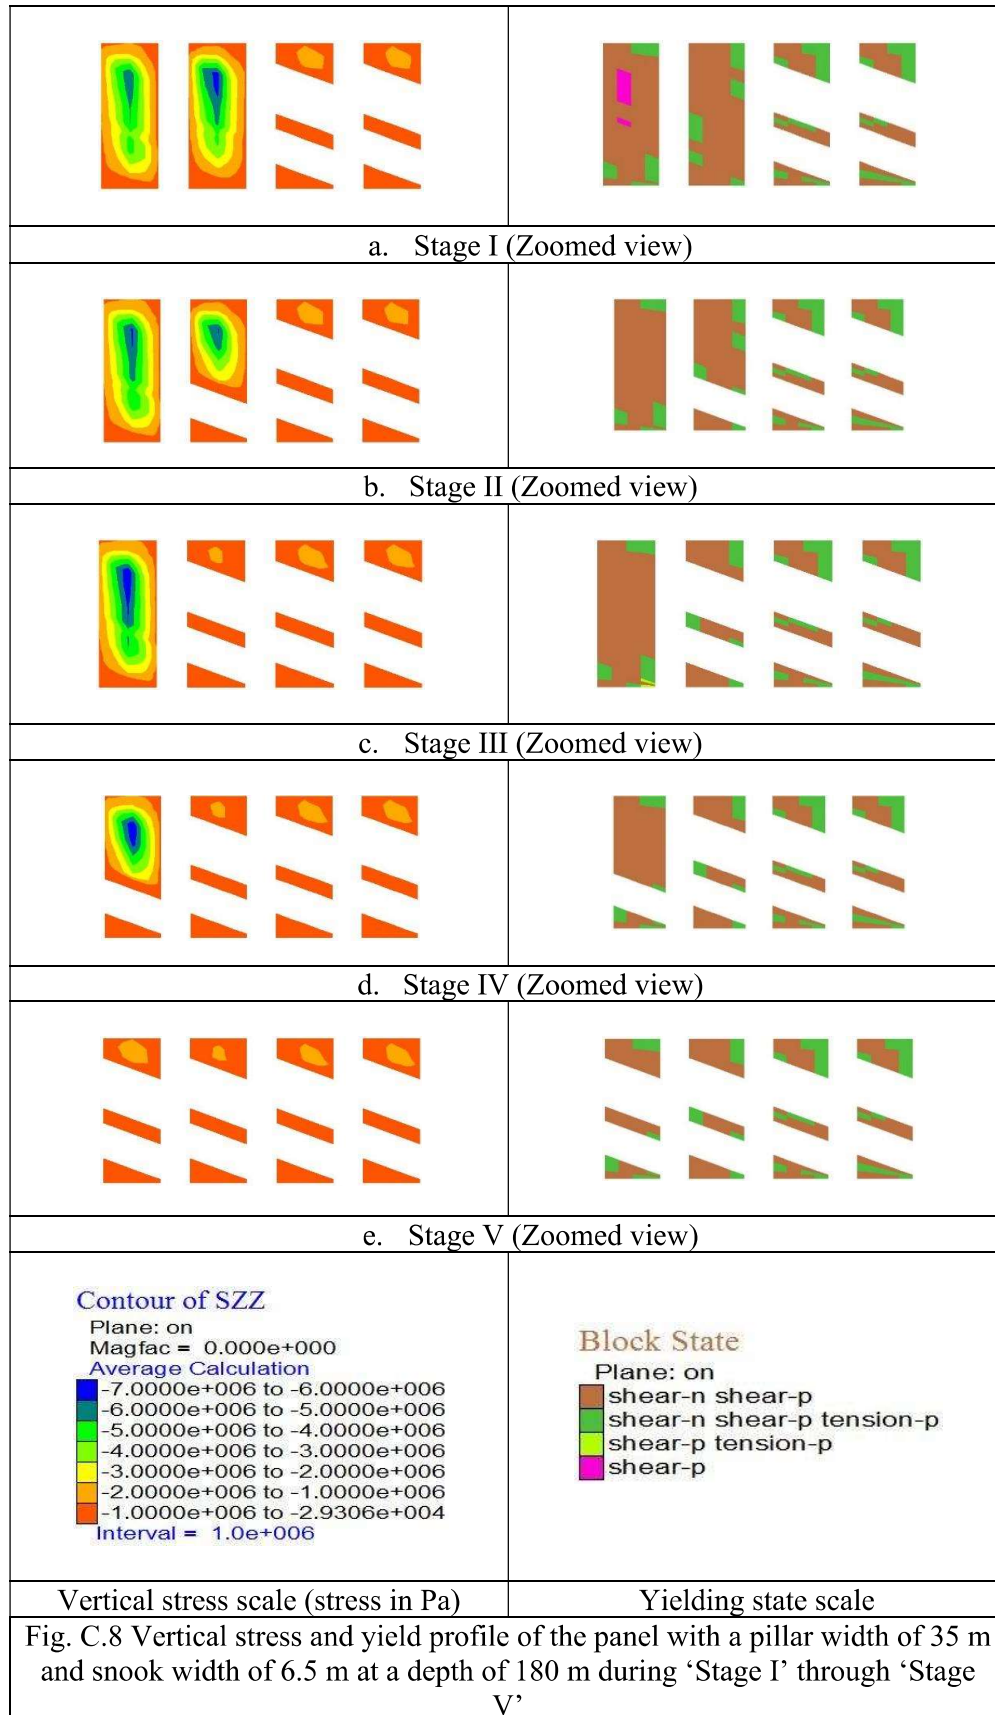 a. Stage I (Zoomed view)
b. Stage II (Zoomed view)
c. Stage III (Zoomed view)
d. Stage IV (Zoomed view)
e. Stage V (Zoomed view)
Contour of SZZ
Plane: on
Magfac = 0.000e+000
Average Calculation
-7.0000e+006 to -6.0000e+006
-6.0000e+006 to -5.0000e+006
-5.0000e+006 to -4.0000e+006
-4.0000e+006 to -3.0000e+006
-3.0000e+006 to -2.0000e+006
-2.0000e+006 to -1.0000e+006
-1.0000e+006 to -2.9306e+004
Interval = 1.0e+006
Block State
Plane: on
shear-n shear-p
shear-n shear-p tension-p
shear-p tension-p
shear-p
Vertical stress scale (stress in Pa)
Yielding state scale
Fig. C.8 Vertical stress and yield profile of the panel with a pillar width of 35 m
and snook width of 6.5 m at a depth of 180 m during ‘Stage I’ through ‘Stage
V’